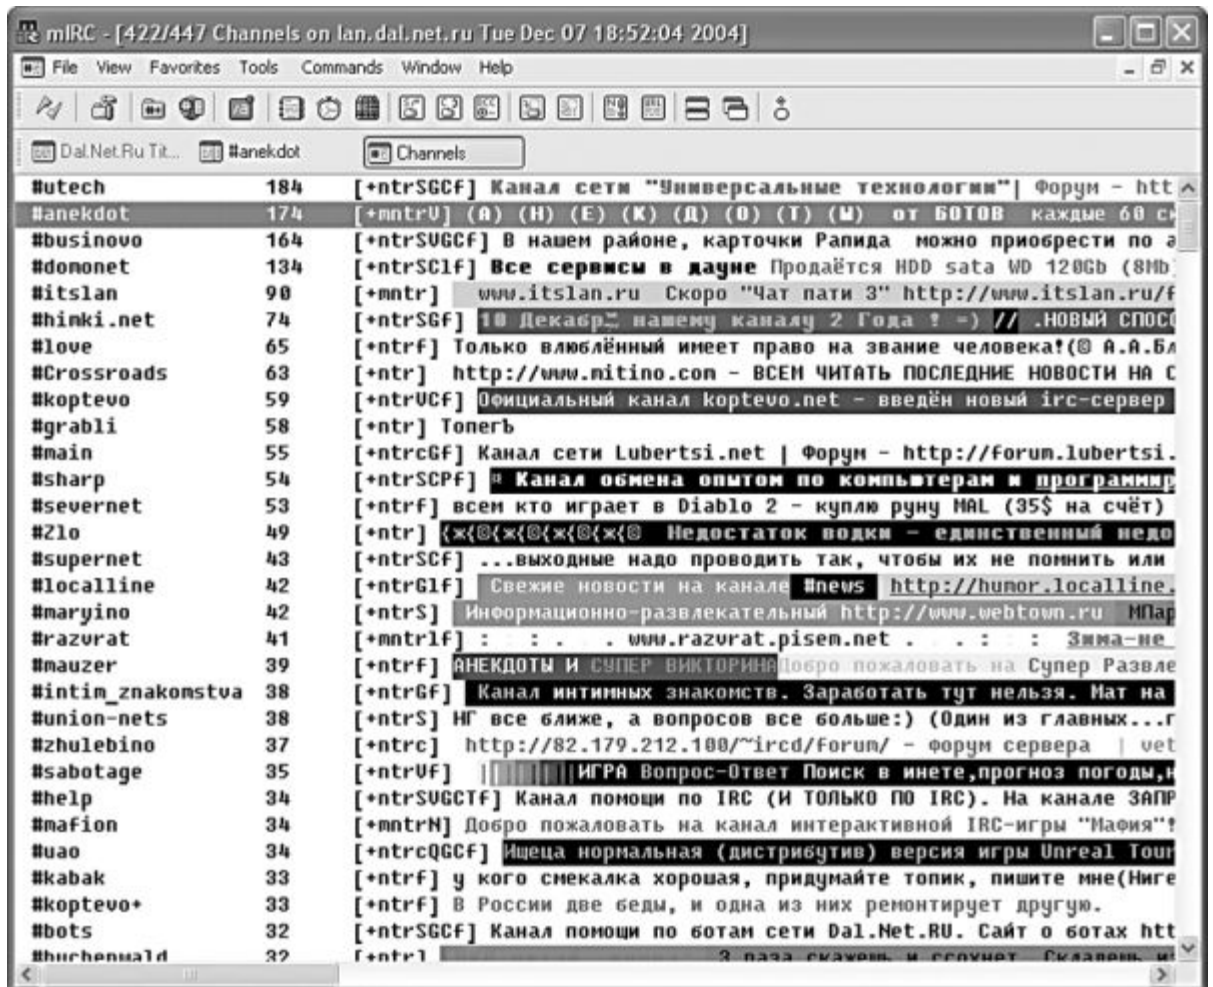 mIRC - [422/447 Channels on lan.dal.net.ru Tue Dec 07 18:52:04 2004]
File View Favorites Tools Commands Window Help
Dal.Net.Ru Tit... #anekdot Channels
#utech 184 [+ntrSGCf] Канал сети "Универсальные технологии"| Форум - htt
#anekdot 174 [+mntrU] (А) (Н) (Е) (К) (Д) (О) (Т) (Ы) от БОТОВ каждые 60
#businovo 164 [+ntrSVGCf] В нашем районе, карточки Рапида можно приобрести по а
#domonet 134 [+ntrSClf] Все сервисы в дауне Продаётся HDD sata WD 120Gb (8Mb
#itslan 90 [+mntr] www.itslan.ru Скоро "Чат пати 3" http://www.itslan.ru/f
#himki.net 74 [+ntrSGf] нашему каналу 2 Года ! =) // .НОВЫЙ СПОСО
#love 65 [+ntrf] Только влюблённый имеет право на звание человека!(© А.А.Бл
#Crossroads 63 [+ntr] http://www.mitino.com - ВСЕМ ЧИТАТЬ ПОСЛЕДНИЕ НОВОСТИ НА С
#koptevo 59 [+ntrVCf] Официальный канал koptevo.net - введён новый irc-сервер
#grabli 58 [+ntr] ТопегЪ
#main 55 [+ntrcGf] Канал сети Lubertsi.net | Форум - http://forum.lubertsi.
#sharp 54 [+ntrSCPf] Канал обмена опытом по компьютерам и программир
#severnet 53 [+ntrf] всем кто играет в Diablo 2 - куплю руну MAL (35$ на счёт)
#Zlo 49 [+ntr] {ж{©{ж{©{ж{©{ж{© Недостаток водки - единственный недо
#supernet 43 [+ntrSCf] ...выходные надо проводить так, чтобы их не помнить или
#localline 42 [+ntrGlf] Свежие новости на канале #news http://humor.localline.
#maryino 42 [+ntrS] Информационно-развлекательный http://www.webtown.ru МПар
#razvrat 41 [+mntrlf] : : . . www.razvrat.pisem.net . . : : Зима-не
#mauzer 39 [+ntrf] АНЕКДОТЫ И СУПЕР ВИКТОРИНА Добро пожаловать на Супер Развле
#intim_znakomstva 38 [+ntrGf] Канал интимных знакомств. Заработать тут нельзя. Мат на
#union-nets 38 [+ntrS] НГ все ближе, а вопросов все больше:) (Один из главных...г
#zhulebino 37 [+ntrc] http://82.179.212.100/~ircd/forum/ - форум сервера | vet
#sabotage 35 [+ntrVf] ИГРА Вопрос-Ответ Поиск в инете,прогноз погоды,н
#help 34 [+ntrSVGCTf] Канал помощи по IRC (И ТОЛЬКО ПО IRC). На канале ЗАПР
#mafion 34 [+mntrN] Добро пожаловать на канал интерактивной IRC-игры "Мафия"!
#uao 34 [+ntrcQGCf] Ищеца нормальная (дистрибутив) версия игры Unreal Tour
#kabak 33 [+ntrf] у кого смекалка хорошая, придумайте топик, пишите мне(Ниге
#koptevo+ 33 [+ntrf] В России две беды, и одна из них ремонтирует другую.
#bots 32 [+ntrSGCf] Канал помощи по ботам сети Dal.Net.RU. Сайт о ботах htt
#buchenwald 32 [+ntr] 3 раза скажешь и ссохнет